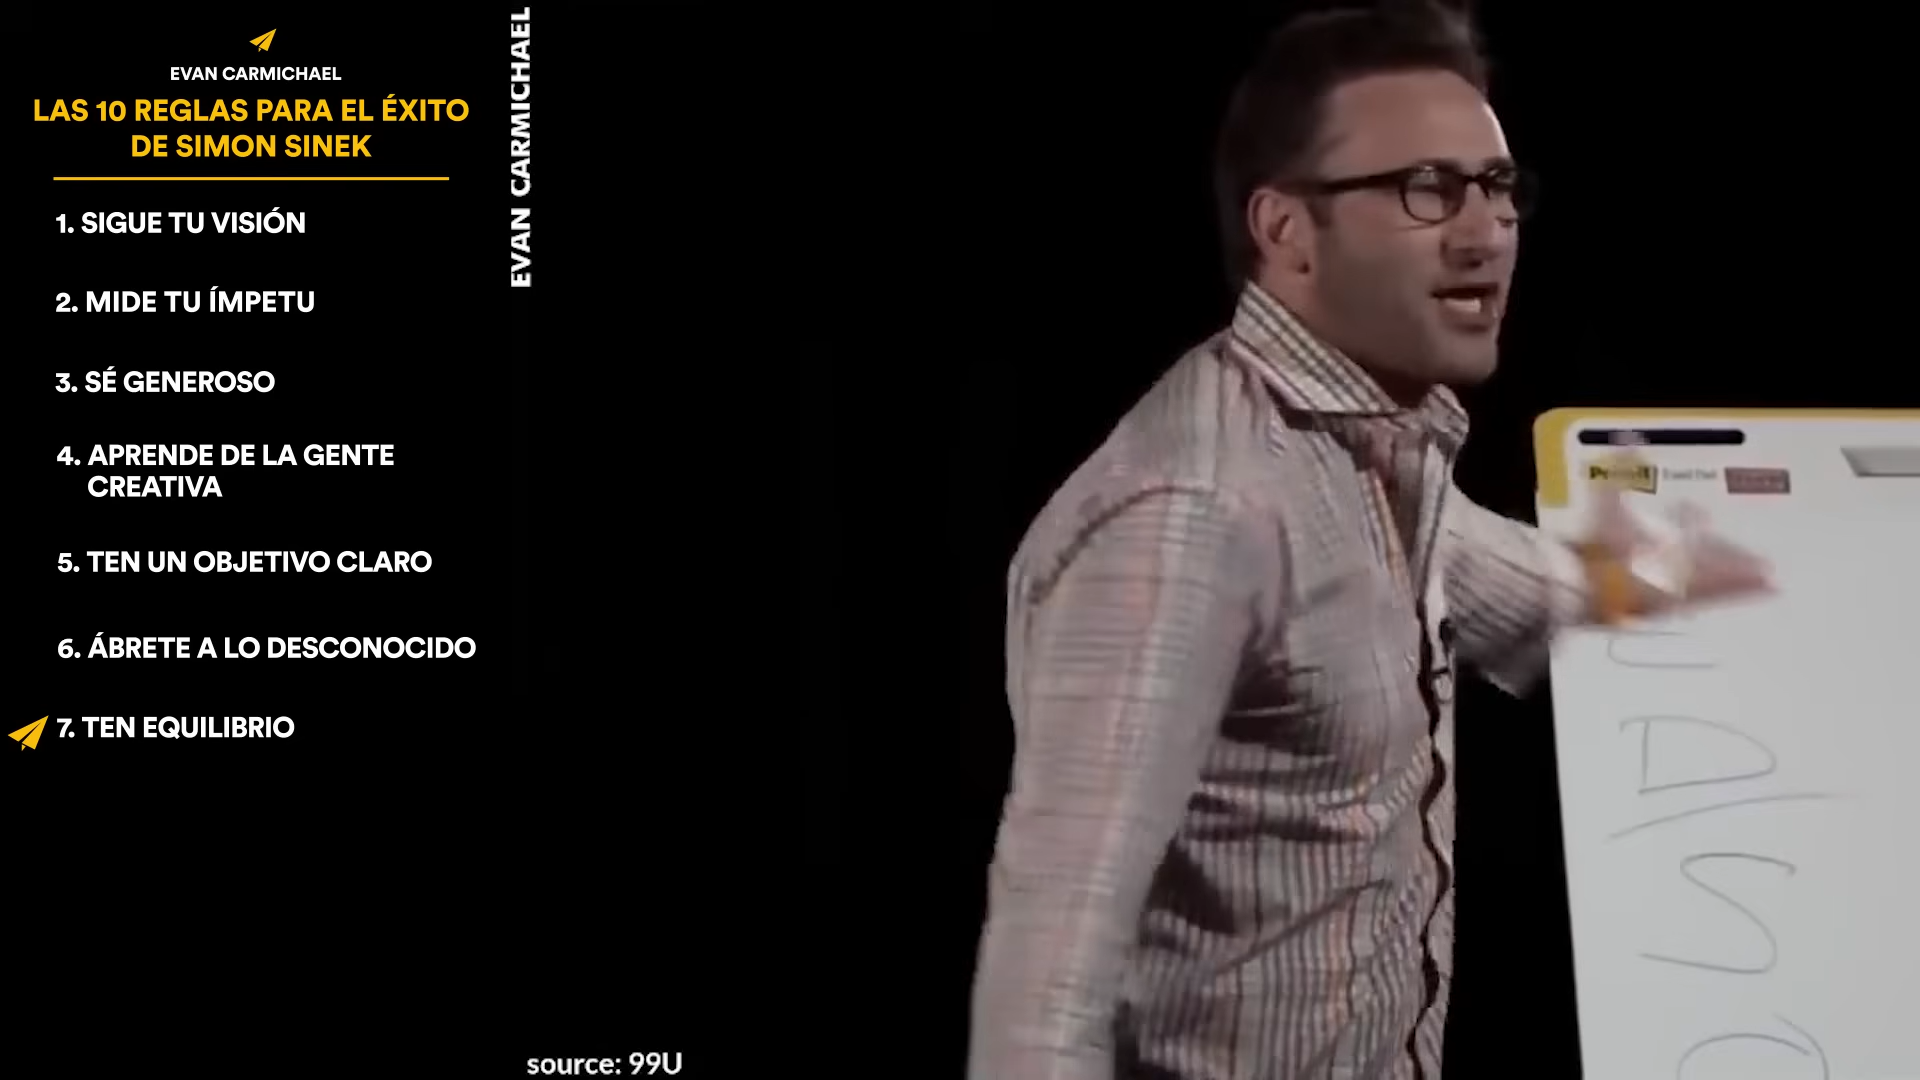 EVAN CARMICHAEL
LAS 10 REGLAS PARA EL ÉXITO
DE SIMON SINEK
1. SIGUE TU VISIÓN
2. MIDE TU ÍMPETU
3. SÉ GENEROSO
4. APRENDE DE LA GENTE
CREATIVA
5. TEN UN OBJETIVO CLARO
6. ÁBRETE A LO DESCONOCIDO
7. TEN EQUILIBRIO
EVAN CARMICHAEL
source: 99U